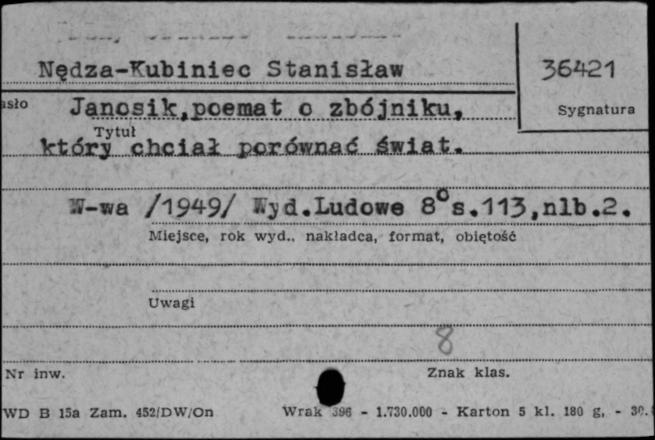 Nędza-Kubiniec Stanisław
36421
asło
Janosik,poemat o zbójniku,
Sygnatura
Tytuł
który chciał porównać świat.
W-wa /1949/ Wyd.Ludowe 8° s.113,nlb.2.
Miejsce, rok wyd., nakładca, format, objętość
Uwagi
8
Nr inw.
Znak klas.
WD B 15a Zam. 452/DW/On Wrak 396 - 1.730.000 - Karton 5 kl. 180 g, - 30.